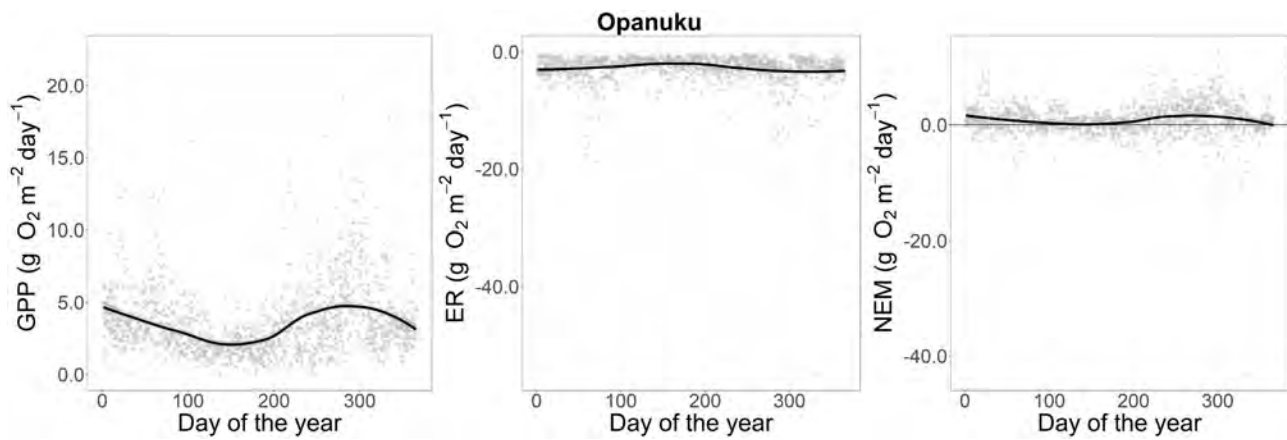 Opanuku
GPP (g O₂ m⁻² day⁻¹)
20.0
15.0
10.0
5.0
0.0
0 100 200 300
Day of the year
ER (g O₂ m⁻² day⁻¹)
0.0
-20.0
-40.0
0 100 200 300
Day of the year
NEM (g O₂ m⁻² day⁻¹)
0.0
-20.0
-40.0
0 100 200 300
Day of the year